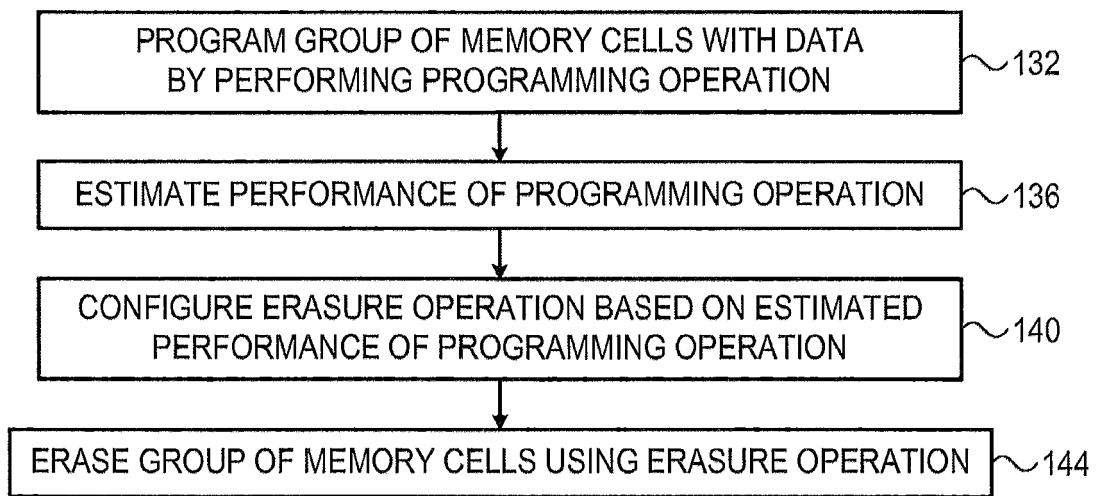 PROGRAM GROUP OF MEMORY CELLS WITH DATA
BY PERFORMING PROGRAMMING OPERATION
132
ESTIMATE PERFORMANCE OF PROGRAMMING OPERATION
136
CONFIGURE ERASURE OPERATION BASED ON ESTIMATED
PERFORMANCE OF PROGRAMMING OPERATION
140
ERASE GROUP OF MEMORY CELLS USING ERASURE OPERATION
144